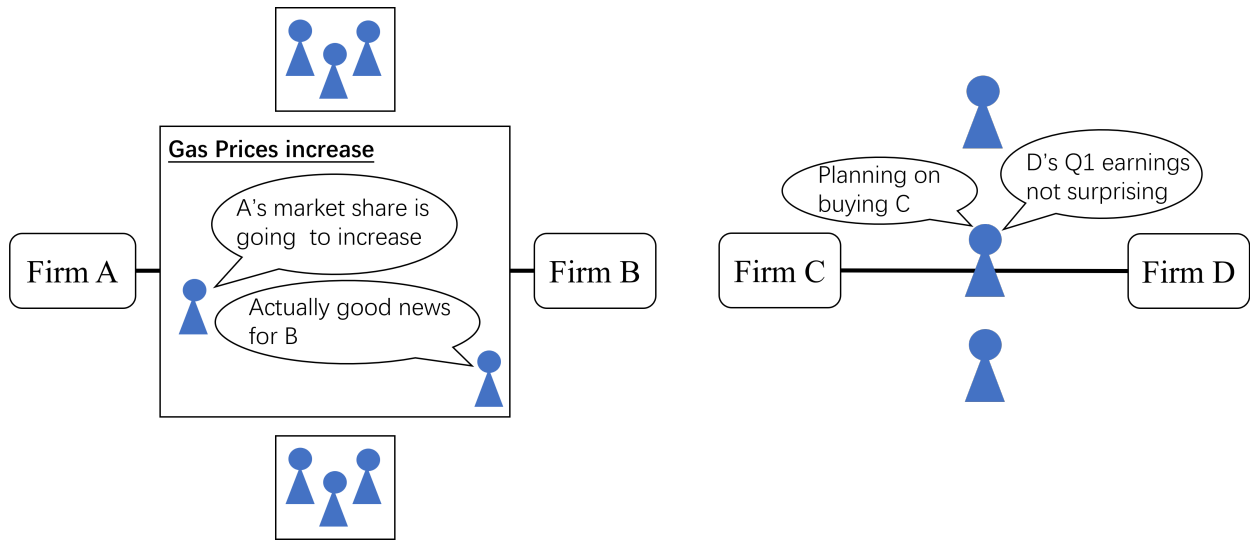 Gas Prices increase
A's market share is
going to increase
Firm A
Firm B
Actually good news
for B
Planning on
buying C
D's Q1 earnings
not surprising
Firm C
Firm D